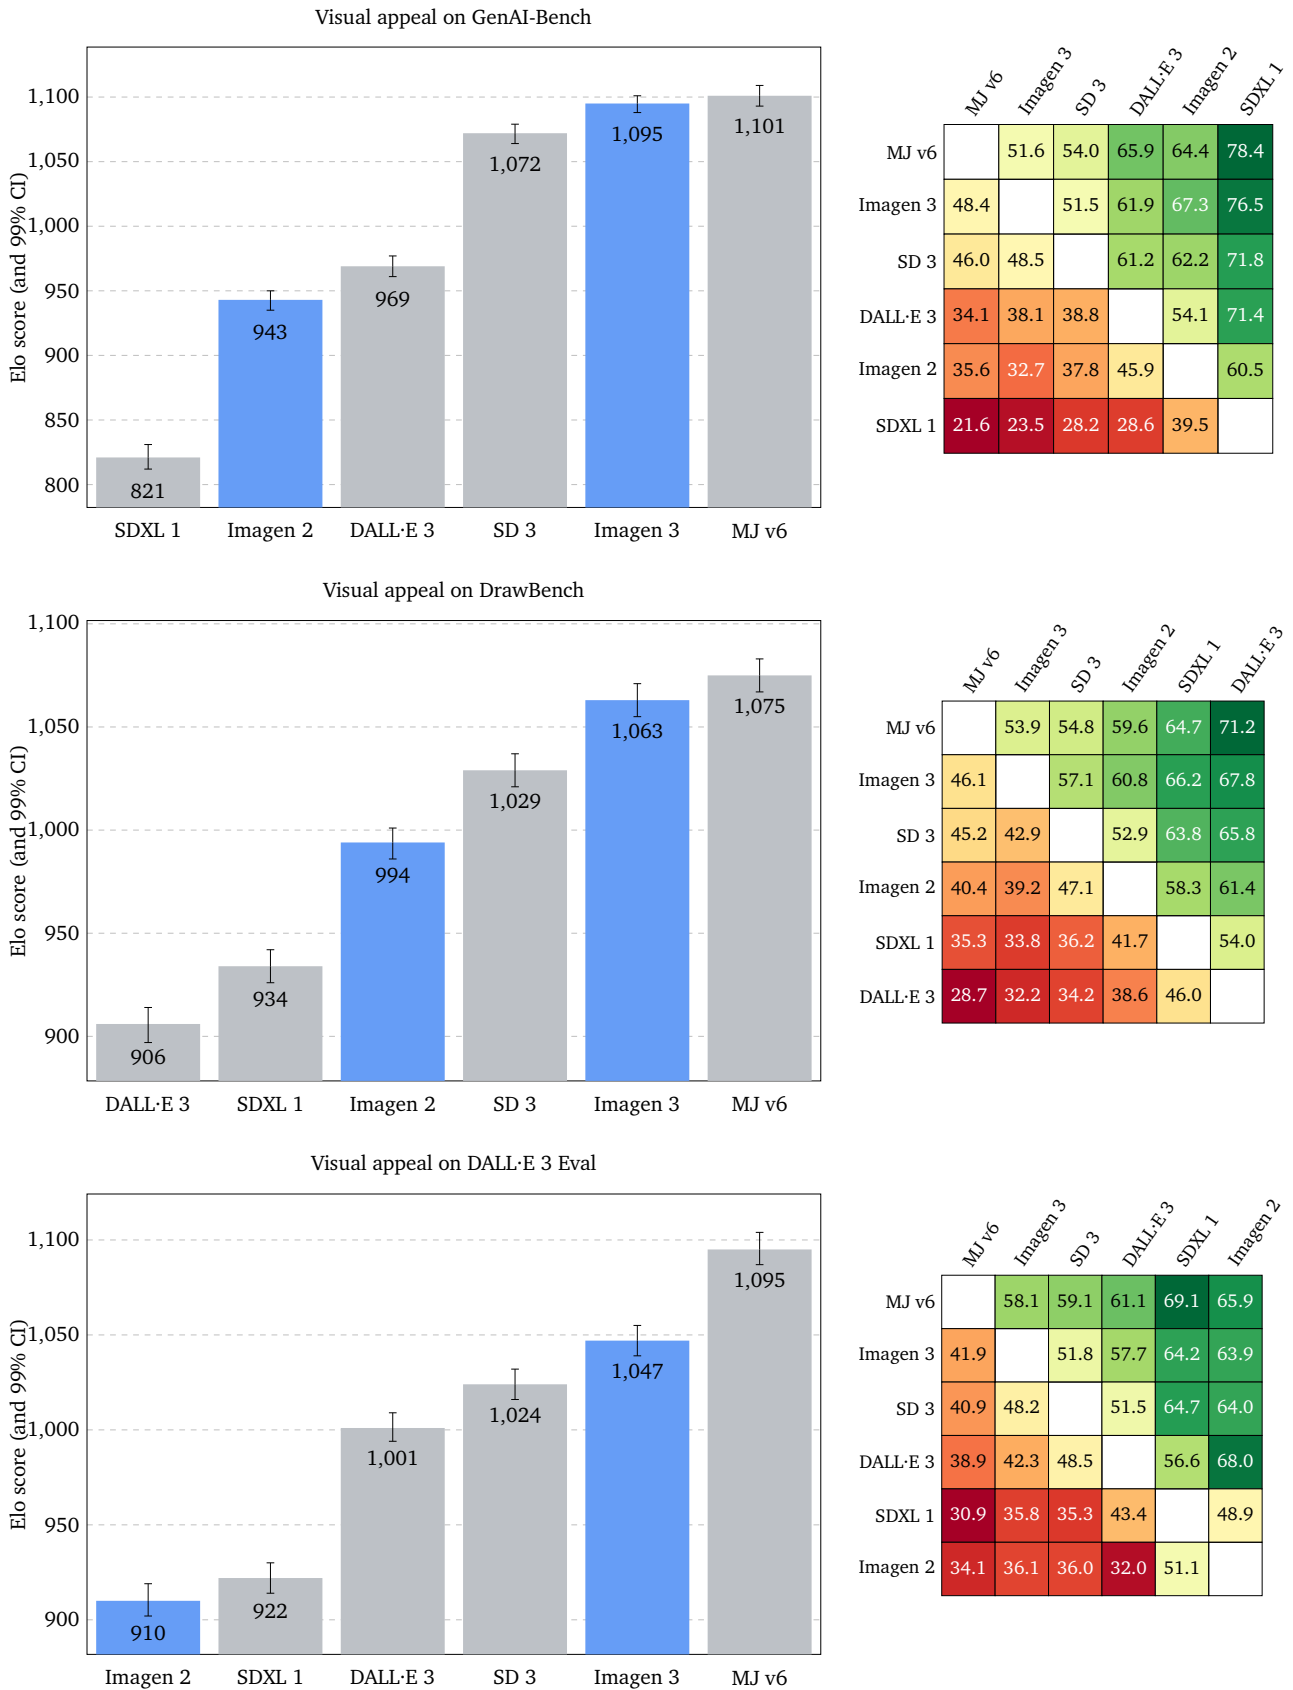 Visual appeal on GenAI-Bench
Elo score (and 99% CI)
1,100
1,050
1,000
950
900
850
800
821
943
969
1,072
1,095
1,101
SDXL 1 Imagen 2 DALL·E 3 SD 3 Imagen 3 MJ v6
MJ v6 Imagen 3 SD 3 DALL·E 3 Imagen 2 SDXL 1
MJ v6 51.6 54.0 65.9 64.4 78.4
Imagen 3 48.4 51.5 61.9 67.3 76.5
SD 3 46.0 48.5 61.2 62.2 71.8
DALL·E 3 34.1 38.1 38.8 54.1 71.4
Imagen 2 35.6 32.7 37.8 45.9 60.5
SDXL 1 21.6 23.5 28.2 28.6 39.5
Visual appeal on DrawBench
Elo score (and 99% CI)
1,100
1,050
1,000
950
900
906
934
994
1,029
1,063
1,075
DALL·E 3 SDXL 1 Imagen 2 SD 3 Imagen 3 MJ v6
MJ v6 Imagen 3 SD 3 Imagen 2 SDXL 1 DALL·E 3
MJ v6 53.9 54.8 59.6 64.7 71.2
Imagen 3 46.1 57.1 60.8 66.2 67.8
SD 3 45.2 42.9 52.9 63.8 65.8
Imagen 2 40.4 39.2 47.1 58.3 61.4
SDXL 1 35.3 33.8 36.2 41.7 54.0
DALL·E 3 28.7 32.2 34.2 38.6 46.0
Visual appeal on DALL·E 3 Eval
Elo score (and 99% CI)
1,100
1,050
1,000
950
900
910
922
1,001
1,024
1,047
1,095
Imagen 2 SDXL 1 DALL·E 3 SD 3 Imagen 3 MJ v6
MJ v6 Imagen 3 SD 3 DALL·E 3 SDXL 1 Imagen 2
MJ v6 58.1 59.1 61.1 69.1 65.9
Imagen 3 41.9 51.8 57.7 64.2 63.9
SD 3 40.9 48.2 51.5 64.7 64.0
DALL·E 3 38.9 42.3 48.5 56.6 68.0
SDXL 1 30.9 35.8 35.3 43.4 48.9
Imagen 2 34.1 36.1 36.0 32.0 51.1